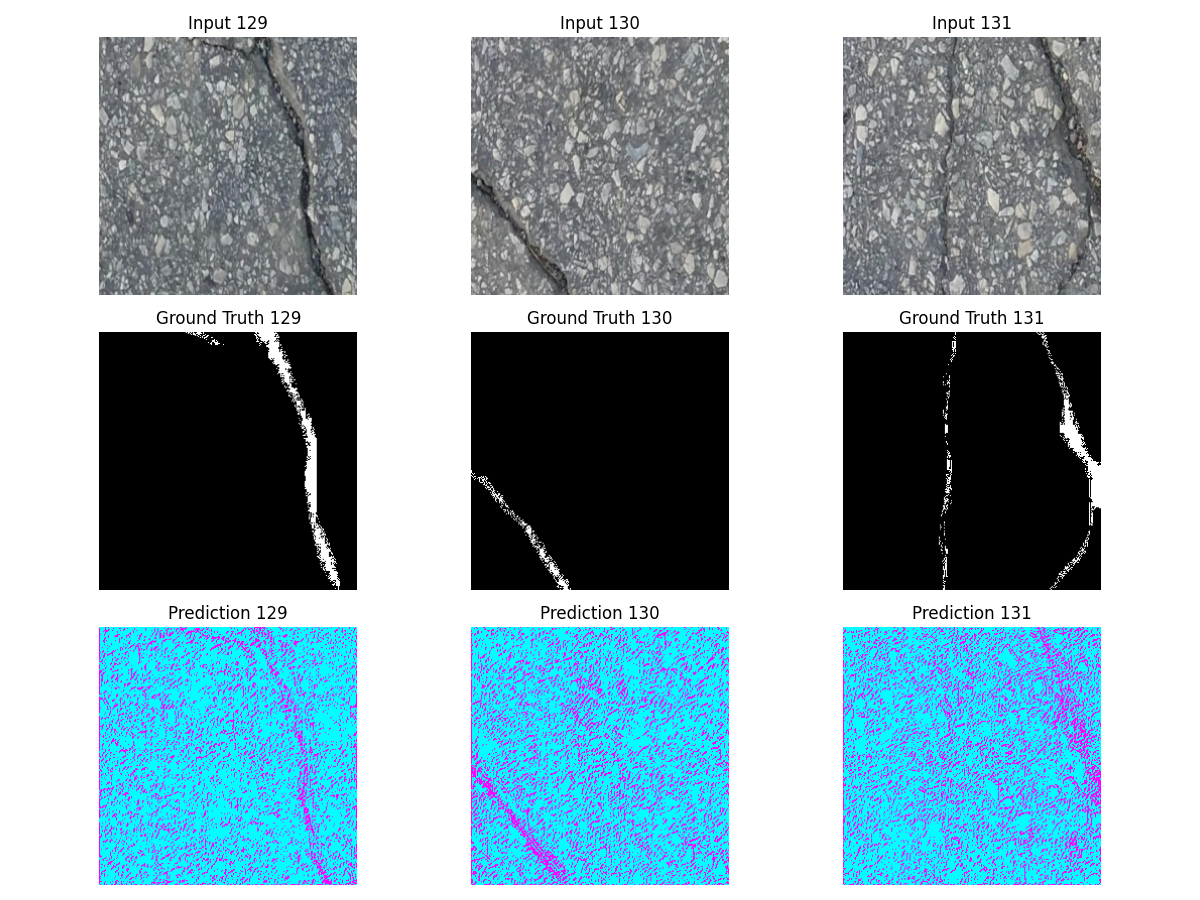 Input 129
Input 130
Input 131
Ground Truth 129
Ground Truth 130
Ground Truth 131
Prediction 129
Prediction 130
Prediction 131